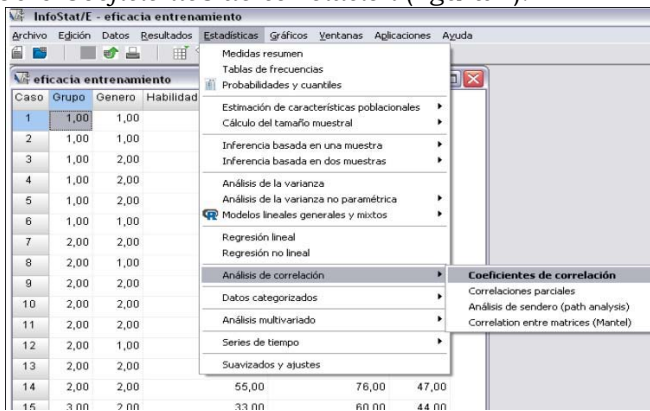 InfoStat/E - eficacia entrenamiento
Archivo Edición Datos Resultados Estadísticas Gráficos Ventanas Aplicaciones Ayuda
eficacia entrenamiento
Caso Grupo Genero Habilidad
1 1,00 1,00
2 1,00 1,00
3 1,00 2,00
4 1,00 2,00
5 1,00 2,00
6 1,00 1,00
7 2,00 2,00
8 2,00 1,00
9 2,00 2,00
10 2,00 2,00
11 2,00 2,00
12 2,00 1,00
13 2,00 2,00
14 2,00 2,00 55,00 76,00 47,00
15 3,00 2,00 33,00 60,00 44,00
Medidas resumen
Tablas de frecuencias
Probabilidades y cuantiles
Estimación de características poblacionales
Cálculo del tamaño muestral
Inferencia basada en una muestra
Inferencia basada en dos muestras
Análisis de la varianza
Análisis de la varianza no paramétrica
Modelos lineales generales y mixtos
Regresión lineal
Regresión no lineal
Análisis de correlación
Datos categorizados
Análisis multivariado
Series de tiempo
Suavizados y ajustes
Coeficientes de correlación
Correlaciones parciales
Análisis de sendero (path analysis)
Correlation entre matrices (Mantel)